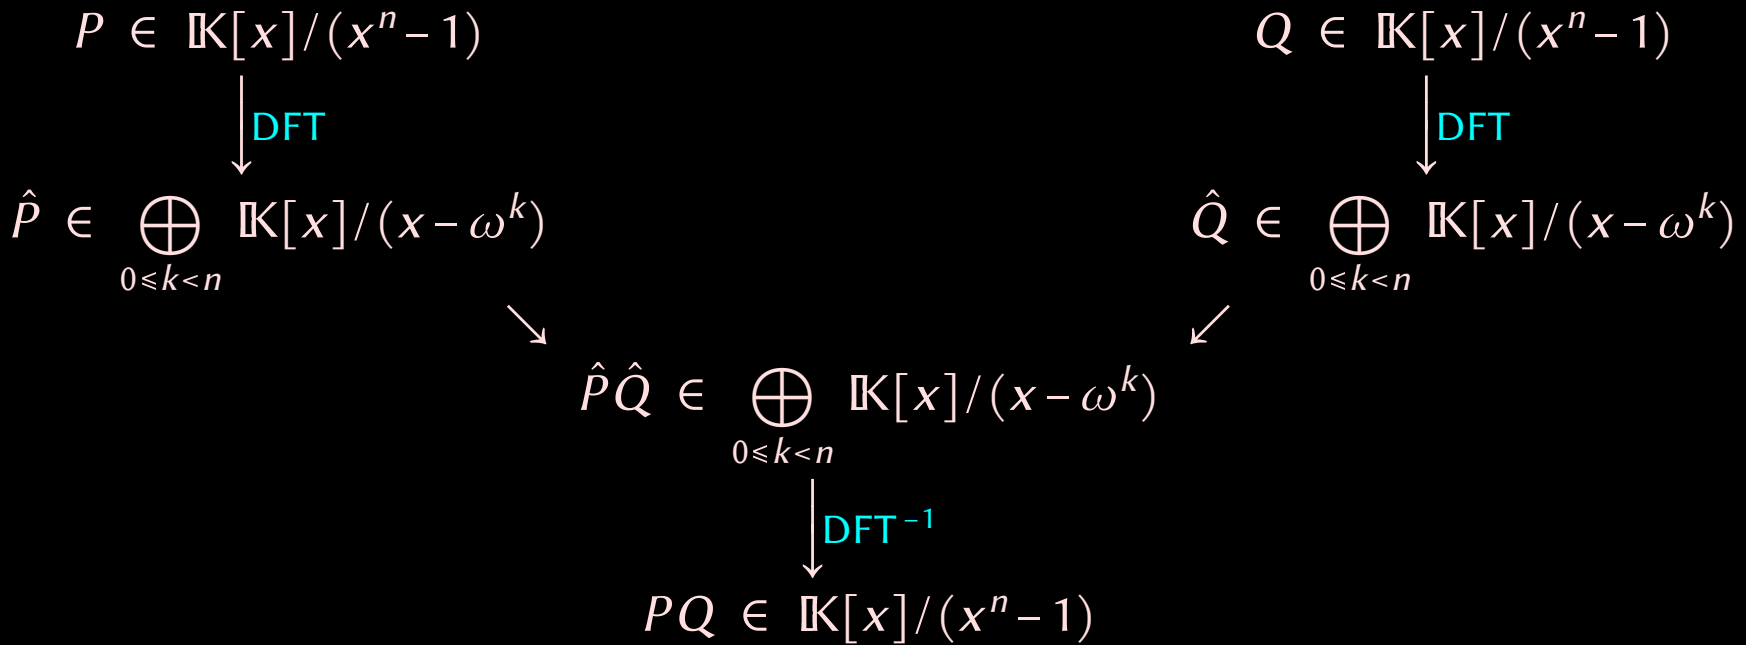 P ∈ 𝕂[x]/(xⁿ − 1) Q ∈ 𝕂[x]/(xⁿ − 1)
DFT DFT
P̂ ∈ ⊕ 𝕂[x]/(x − ωᵏ) Q̂ ∈ ⊕ 𝕂[x]/(x − ωᵏ)
0⩽k<n 0⩽k<n
P̂Q̂ ∈ ⊕ 𝕂[x]/(x − ωᵏ)
0⩽k<n
DFT⁻¹
PQ ∈ 𝕂[x]/(xⁿ − 1)